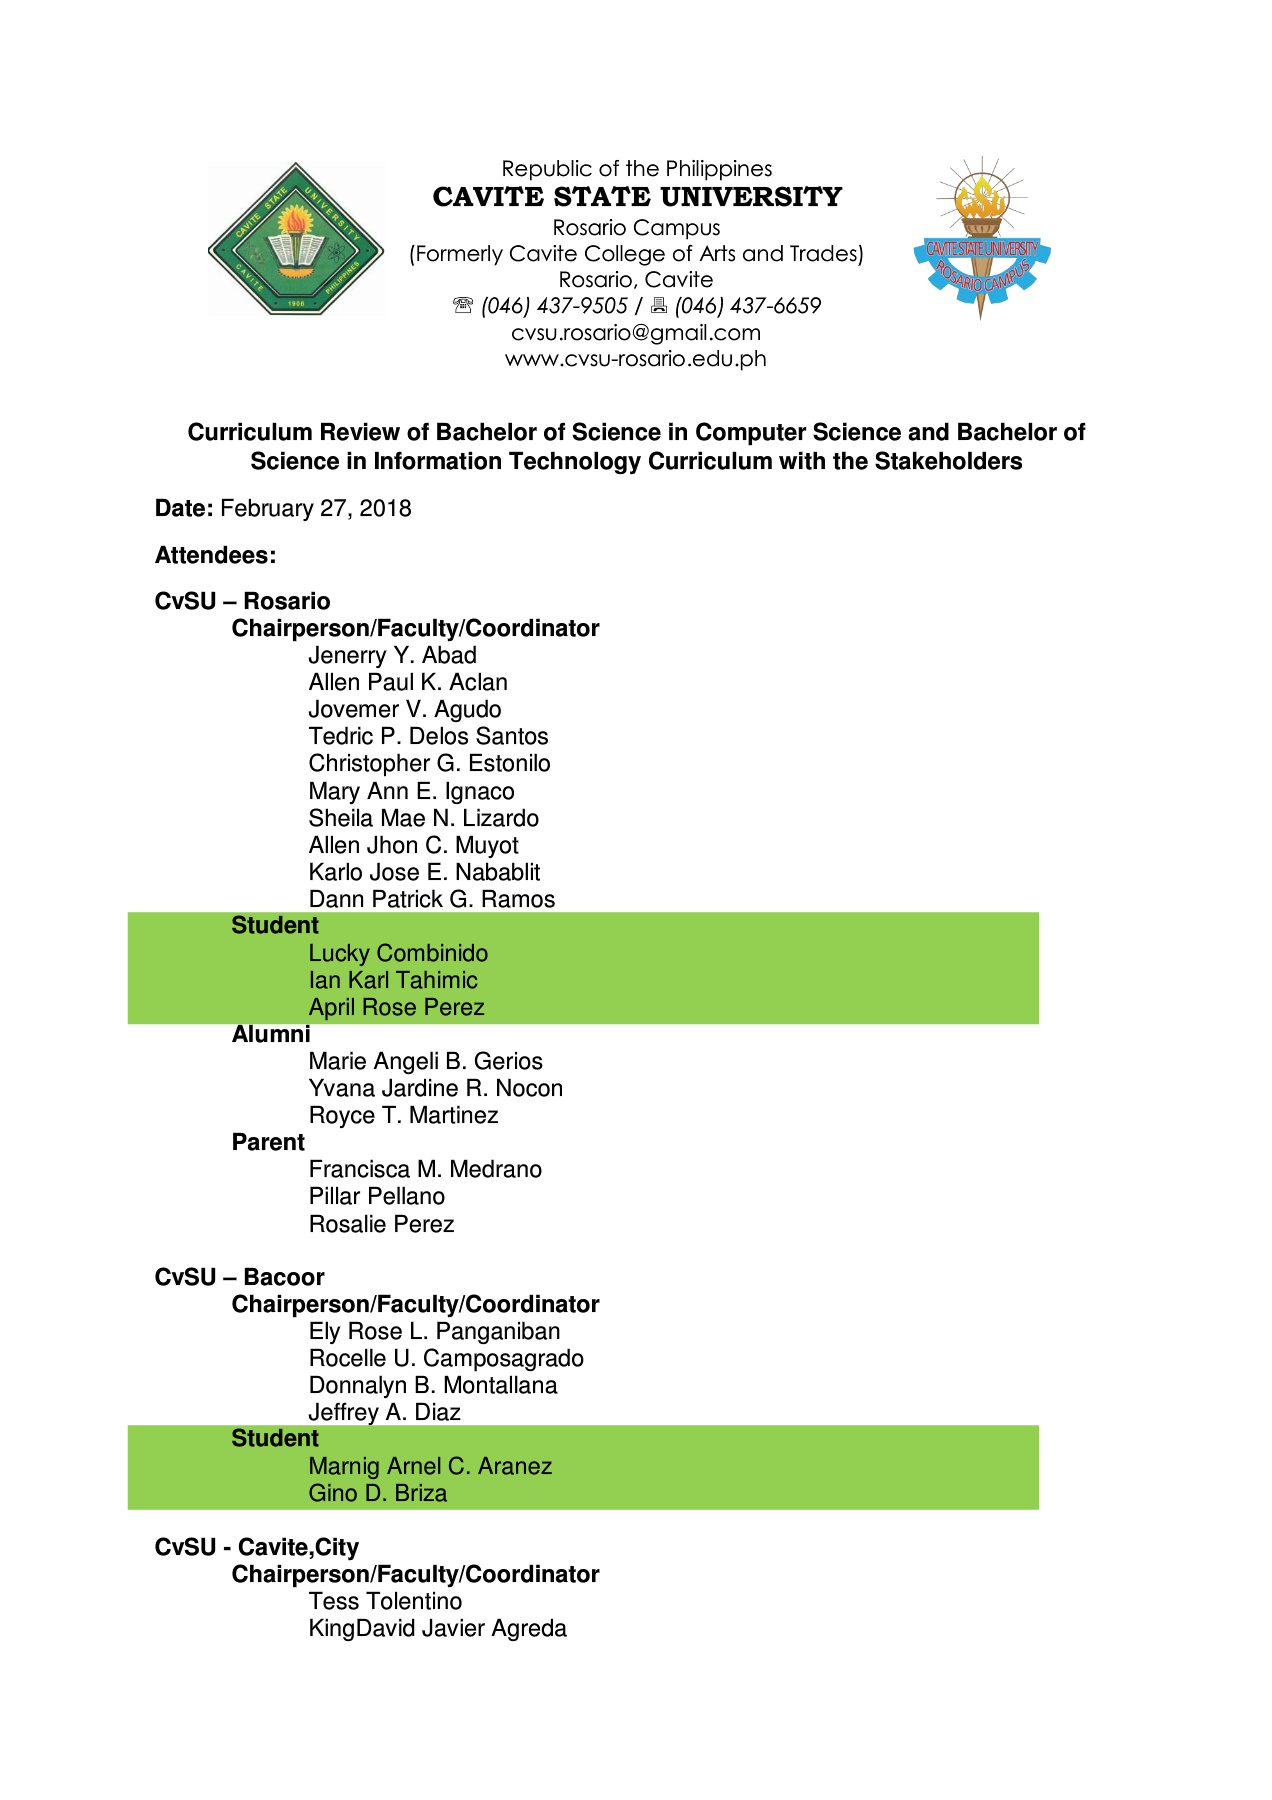 Republic of the Philippines
CAVITE STATE UNIVERSITY
Rosario Campus
(Formerly Cavite College of Arts and Trades)
Rosario, Cavite
(046) 437-9505 / (046) 437-6659
cvsu.rosario@gmail.com
www.cvsu-rosario.edu.ph
CAVITE STATE UNIVERSITY
CAVITE PHILIPPINES
1906
CvSU
CAVITE STATE UNIVERSITY
ROSARIO CAMPUS
Curriculum Review of Bachelor of Science in Computer Science and Bachelor of
Science in Information Technology Curriculum with the Stakeholders
Date: February 27, 2018
Attendees:
CvSU – Rosario
Chairperson/Faculty/Coordinator
Jenerry Y. Abad
Allen Paul K. Aclan
Jovemer V. Agudo
Tedric P. Delos Santos
Christopher G. Estonilo
Mary Ann E. Ignaco
Sheila Mae N. Lizardo
Allen Jhon C. Muyot
Karlo Jose E. Nabablit
Dann Patrick G. Ramos
Student
Lucky Combinido
Ian Karl Tahimic
April Rose Perez
Alumni
Marie Angeli B. Gerios
Yvana Jardine R. Nocon
Royce T. Martinez
Parent
Francisca M. Medrano
Pillar Pellano
Rosalie Perez
CvSU – Bacoor
Chairperson/Faculty/Coordinator
Ely Rose L. Panganiban
Rocelle U. Camposagrado
Donnalyn B. Montallana
Jeffrey A. Diaz
Student
Marnig Arnel C. Aranez
Gino D. Briza
CvSU - Cavite,City
Chairperson/Faculty/Coordinator
Tess Tolentino
KingDavid Javier Agreda